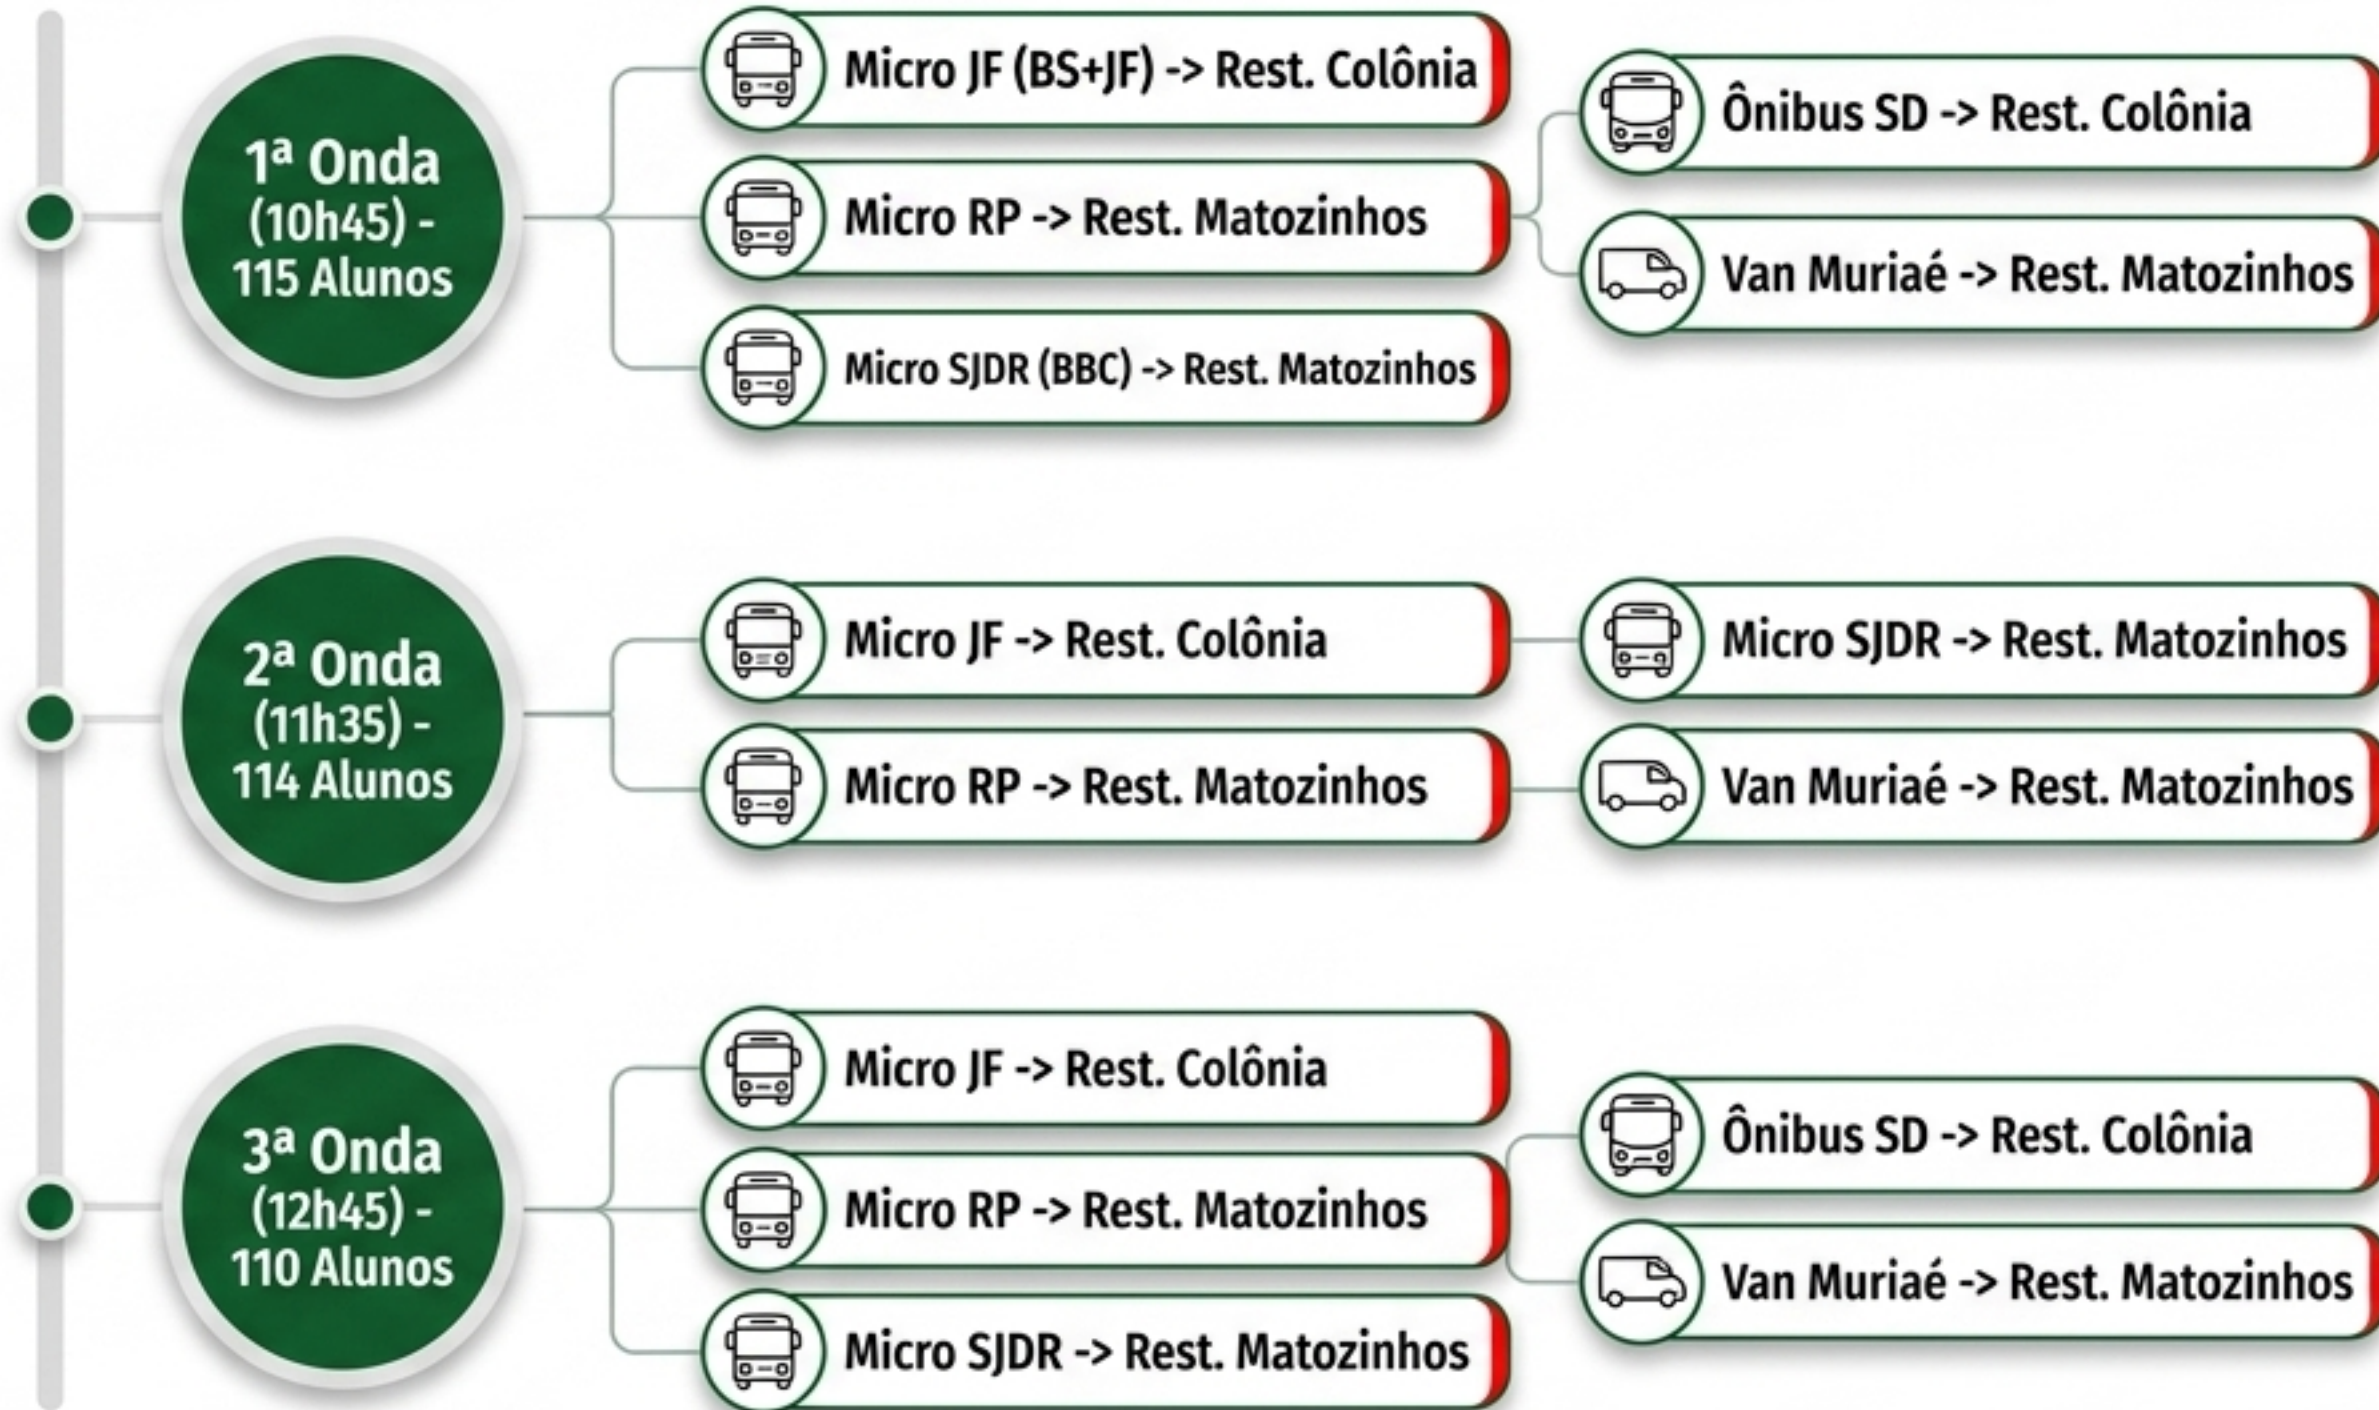 1ª Onda
(10h45) -
115 Alunos
Micro JF (BS+JF) -> Rest. Colônia
Micro RP -> Rest. Matozinhos
Micro SJDR (BBC) -> Rest. Matozinhos
Ônibus SD -> Rest. Colônia
Van Muriaé -> Rest. Matozinhos
2ª Onda
(11h35) -
114 Alunos
Micro JF -> Rest. Colônia
Micro SJDR -> Rest. Matozinhos
Micro RP -> Rest. Matozinhos
Van Muriaé -> Rest. Matozinhos
3ª Onda
(12h45) -
110 Alunos
Micro JF -> Rest. Colônia
Micro RP -> Rest. Matozinhos
Micro SJDR -> Rest. Matozinhos
Ônibus SD -> Rest. Colônia
Van Muriaé -> Rest. Matozinhos